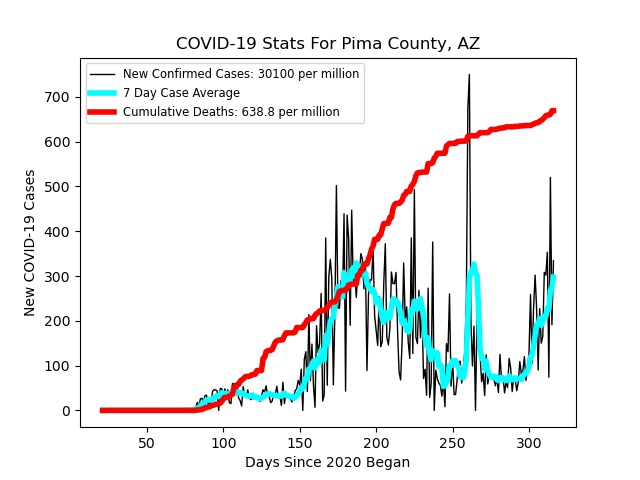 COVID-19 Stats For Pima County, AZ
New Confirmed Cases: 30100 per million
7 Day Case Average
Cumulative Deaths: 638.8 per million
New COVID-19 Cases
700
600
500
400
300
200
100
0
50 100 150 200 250 300
Days Since 2020 Began